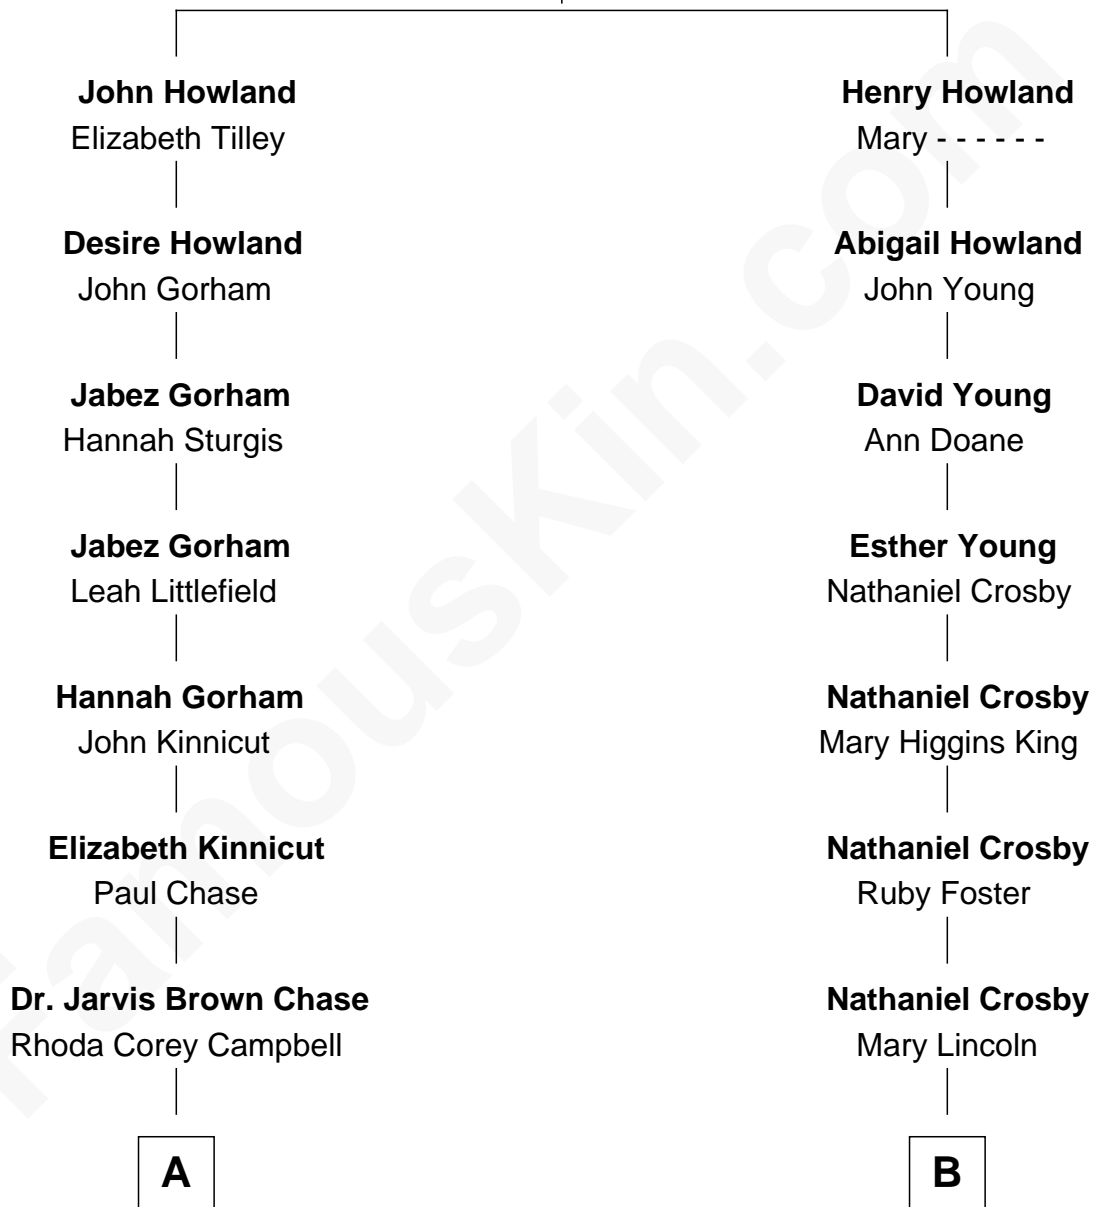 John Howland
Elizabeth Tilley
Desire Howland
John Gorham
Jabez Gorham
Hannah Sturgis
Jabez Gorham
Leah Littlefield
Hannah Gorham
John Kinnicut
Elizabeth Kinnicut
Paul Chase
Dr. Jarvis Brown Chase
Rhoda Corey Campbell
A
Henry Howland
Mary - - - - - -
Abigail Howland
John Young
David Young
Ann Doane
Esther Young
Nathaniel Crosby
Nathaniel Crosby
Mary Higgins King
Nathaniel Crosby
Ruby Foster
Nathaniel Crosby
Mary Lincoln
B
FamousKin.com